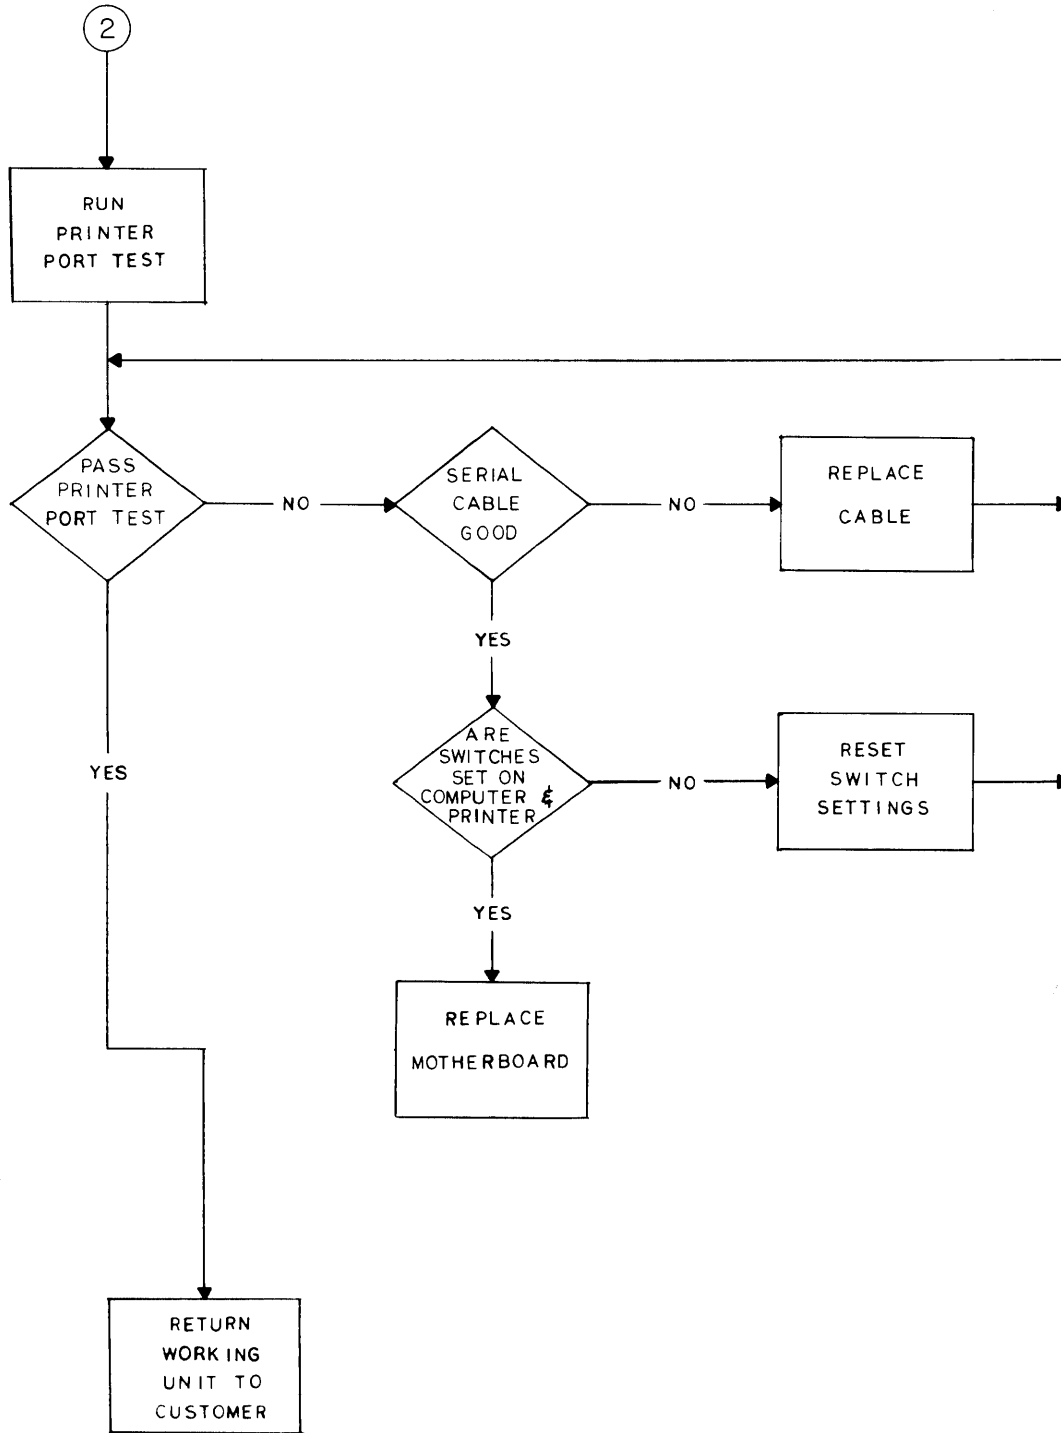 2
RUN
PRINTER
PORT TEST
PASS
PRINTER
PORT TEST
NO
SERIAL
CABLE
GOOD
NO
REPLACE
CABLE
YES
ARE
SWITCHES
SET ON
COMPUTER &
PRINTER
NO
RESET
SWITCH
SETTINGS
YES
YES
REPLACE
MOTHERBOARD
RETURN
WORKING
UNIT TO
CUSTOMER